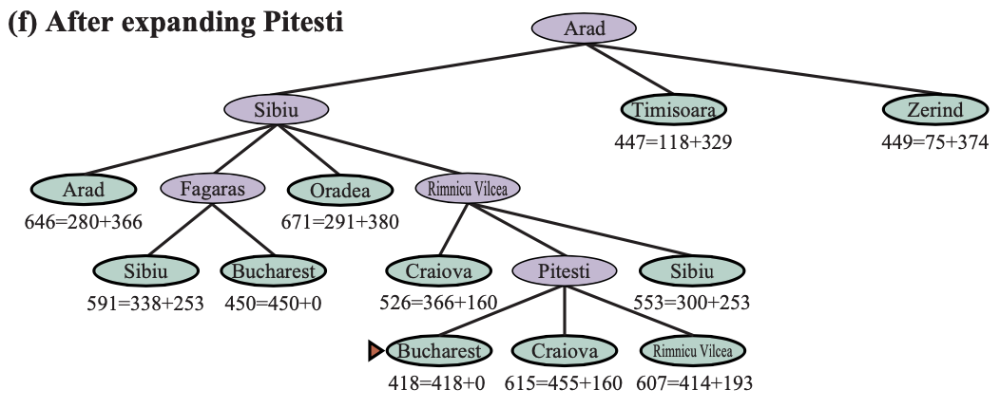 (f) After expanding Pitesti
Arad
Sibiu
Timisoara
Zerind
447=118+329
449=75+374
Arad
Fagaras
Oradea
Rimnicu Vilcea
646=280+366
671=291+380
Sibiu
Bucharest
Craiova
Pitesti
Sibiu
591=338+253
450=450+0
526=366+160
553=300+253
Bucharest
Craiova
Rimnicu Vilcea
418=418+0
615=455+160
607=414+193